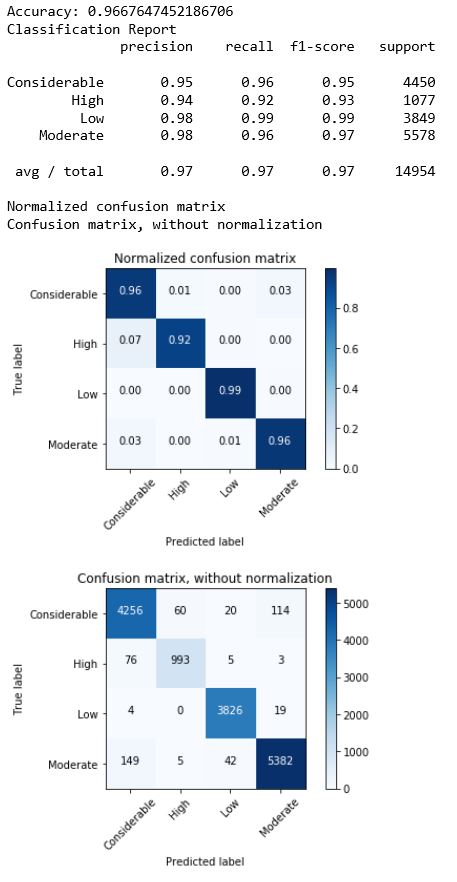 Accuracy: 0.9667647452186706
Classification Report
precision recall f1-score support
Considerable 0.95 0.96 0.95 4450
High 0.94 0.92 0.93 1077
Low 0.98 0.99 0.99 3849
Moderate 0.98 0.96 0.97 5578
avg / total 0.97 0.97 0.97 14954
Normalized confusion matrix
Confusion matrix, without normalization
Normalized confusion matrix
Considerable 0.96 0.01 0.00 0.03
High 0.07 0.92 0.00 0.00
Low 0.00 0.00 0.99 0.00
Moderate 0.03 0.00 0.01 0.96
True label
Considerable High Low Moderate
Predicted label
0.8
0.6
0.4
0.2
0.0
Confusion matrix, without normalization
Considerable 4256 60 20 114
High 76 993 5 3
Low 4 0 3826 19
Moderate 149 5 42 5382
True label
Considerable High Low Moderate
Predicted label
5000
4000
3000
2000
1000
0